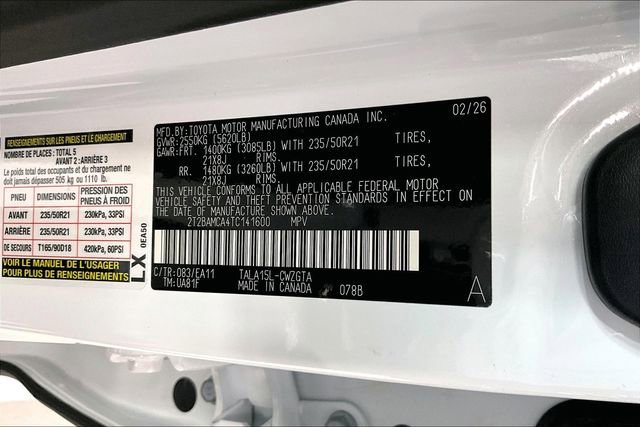 RENSEIGNEMENTS SUR LES PNEUS ET LE CHARGEMENT
NOMBRE DE PLACES: TOTAL 5
AVANT 2 : ARRIÈRE 3
Le poids total des occupants et du chargement ne
doit jamais dépasser 505 kg ou 1110 lb.
PNEU DIMENSIONS PRESSION DES PNEUS À FROID
AVANT 235/50R21 230kPa, 33PSI
ARRIÈRE 235/50R21 230kPa, 33PSI
DE SECOURS T165/90D18 420kPa, 60PSI
VOIR LE MANUEL DE L'USAGER
POUR PLUS DE RENSEIGNEMENTS
LX 0EA50
MFD.BY:TOYOTA MOTOR MANUFACTURING CANADA INC. 02/26
GVWR:2550KG (5620LB)
GAWR:FRT. 1400KG (3085LB) WITH 235/50R21 TIRES,
21X8J RIMS.
RR. 1480KG (3260LB) WITH 235/50R21 TIRES,
21X8J RIMS.
THIS VEHICLE CONFORMS TO ALL APPLICABLE FEDERAL MOTOR
VEHICLE SAFETY AND THEFT PREVENTION STANDARDS IN EFFECT ON
THE DATE OF MANUFACTURE SHOWN ABOVE.
2T2BAMCA4TC141600 MPV
C/TR:083/EA11 TALA15L-CWZGTA
TM:UA81F MADE IN CANADA 078B
A